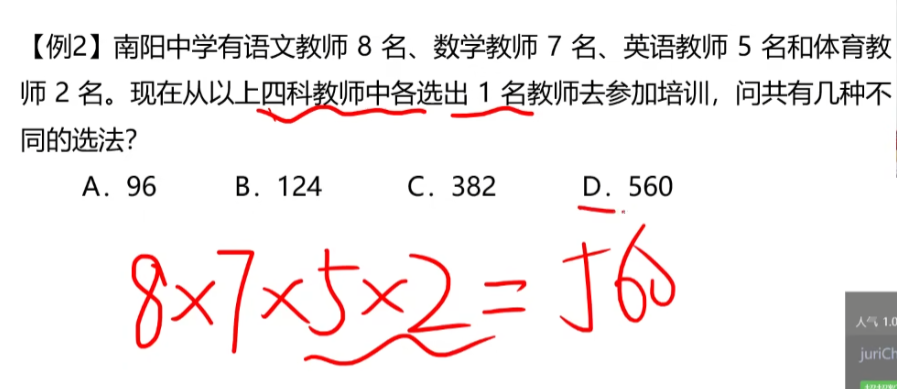 【例2】南阳中学有语文教师 8 名、数学教师 7 名、英语教师 5 名和体育教
师 2 名。现在从以上四科教师中各选出 1 名教师去参加培训，问共有几种不
同的选法？
A. 96 B. 124 C. 382 D. 560
8×7×5×2=560
人气 1.0
juriCh